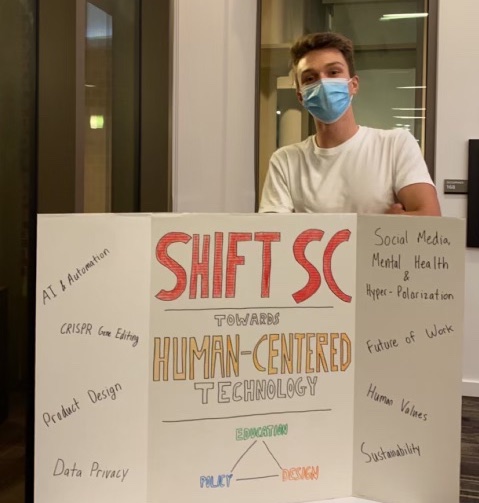 AI & Automation
CRISPR Gene Editing
Product Design
Data Privacy
SHIFT SC
TOWARDS
HUMAN-CENTERED
TECHNOLOGY
EDUCATION
POLICY
DESIGN
Social Media,
Mental Health
&
Hyper-Polarization
Future of Work
Human Values
Sustainability